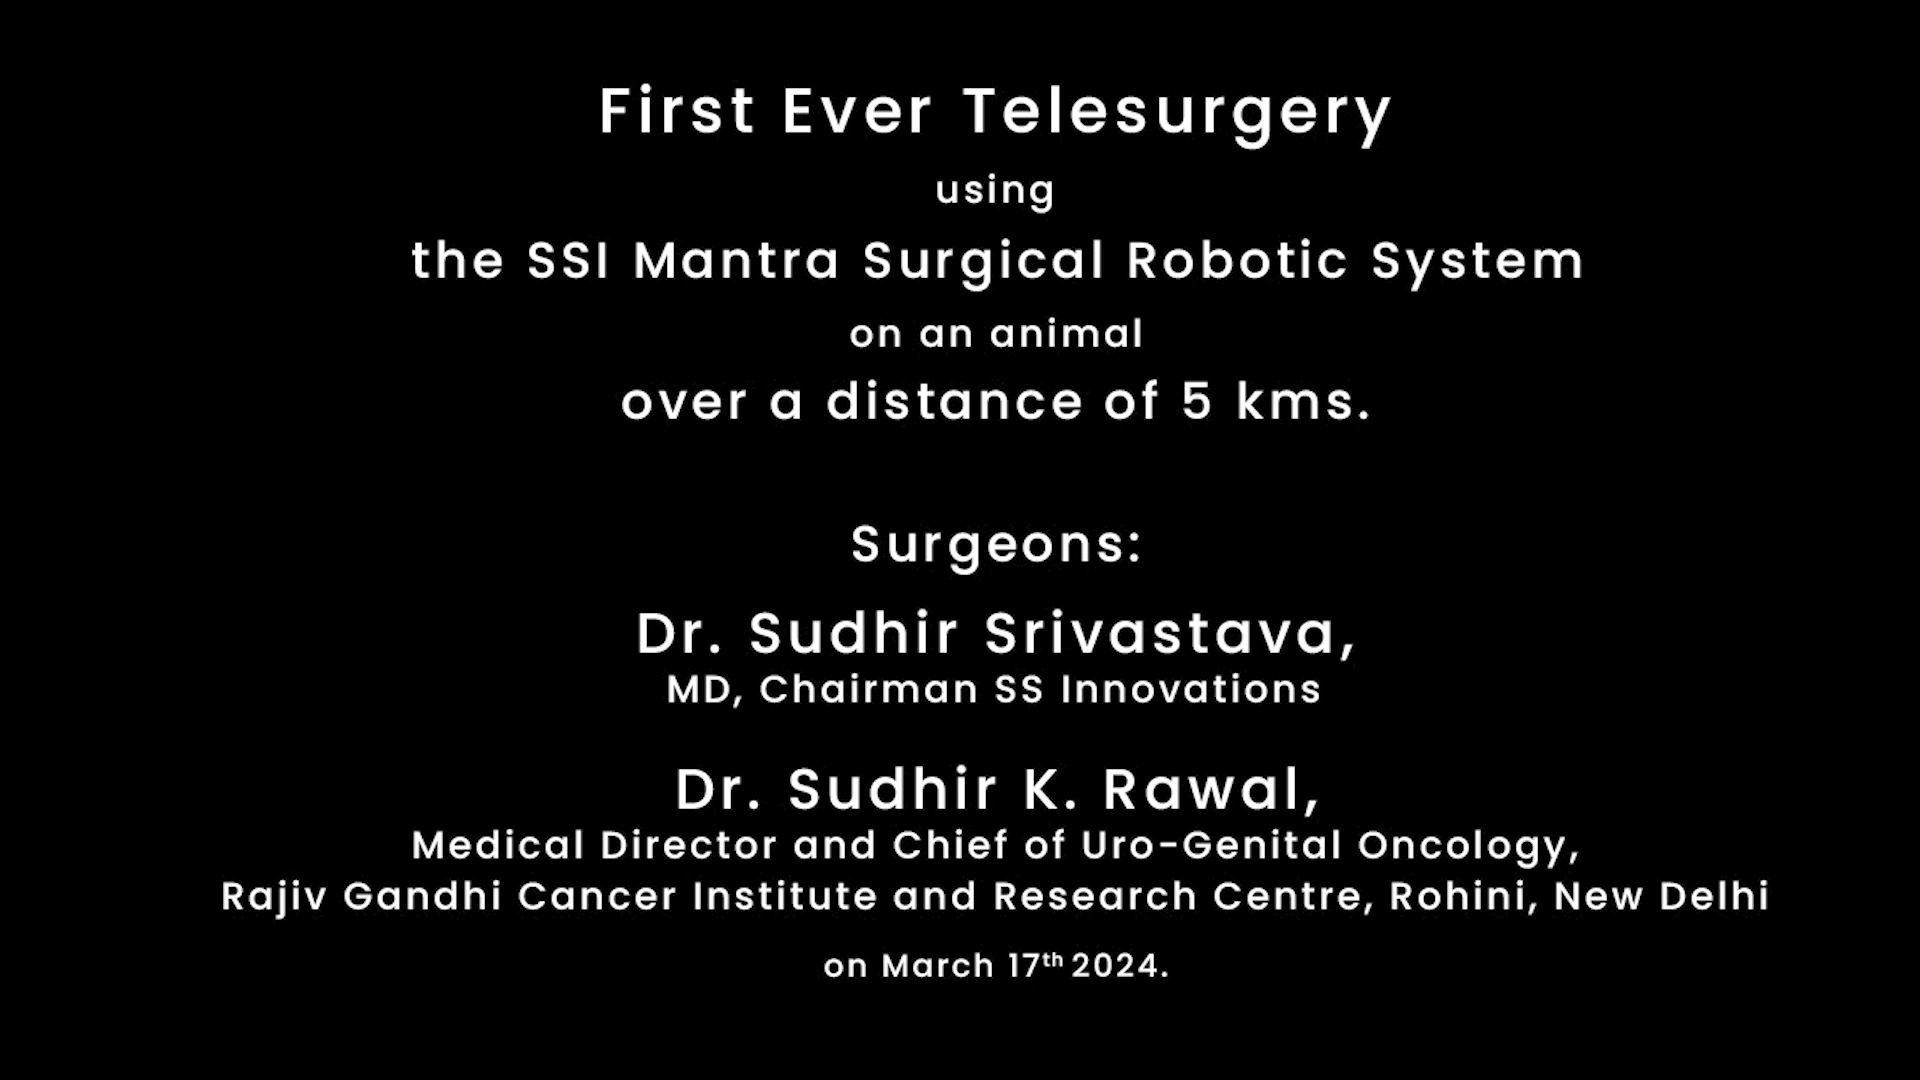 First Ever Telesurgery
using
the SSI Mantra Surgical Robotic System
on an animal
over a distance of 5 kms.
Surgeons:
Dr. Sudhir Srivastava,
MD, Chairman SS Innovations
Dr. Sudhir K. Rawal,
Medical Director and Chief of Uro-Genital Oncology,
Rajiv Gandhi Cancer Institute and Research Centre, Rohini, New Delhi
on March 17th 2024.